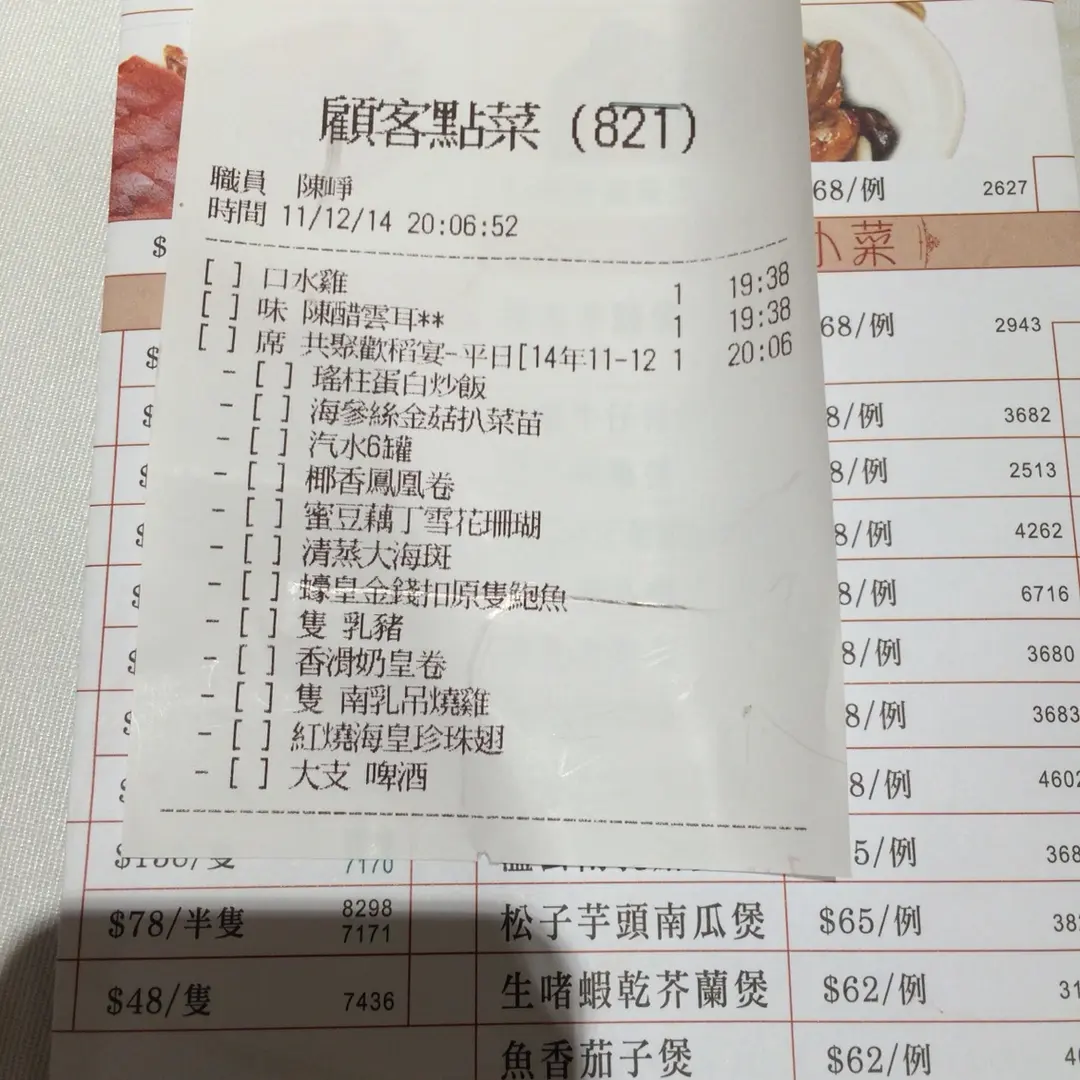 顧客點菜 (821)
職員 陳崢
時間 11/12/14 20:06:52
[ ] 口水雞 1 19:38
[ ] 味 陳醋雲耳** 1 19:38
[ ] 席 共聚歡稻宴-平日[14年11-12 1 20:06
- [ ] 瑤柱蛋白炒飯
- [ ] 海參絲金菇扒菜苗
- [ ] 汽水6罐
- [ ] 椰香鳳凰卷
- [ ] 蜜豆藕丁雪花珊瑚
- [ ] 清蒸大海斑
- [ ] 蠔皇金錢扣原隻鮑魚
- [ ] 隻 乳豬
- [ ] 香滑奶皇卷
- [ ] 隻 南乳吊燒雞
- [ ] 紅燒海皇珍珠翅
- [ ] 大支 啤酒
68/例 2627
小菜
68/例 2943
8/例 3682
8/例 2513
8/例 4262
8/例 6716
8/例 3680
8/例 3683
8/例 4602
7170 5/例 368
$78/半隻 8298 7171 松子芋頭南瓜煲 $65/例
$48/隻 7436 生啫蝦乾芥蘭煲 $62/例
魚香茄子煲 $62/例